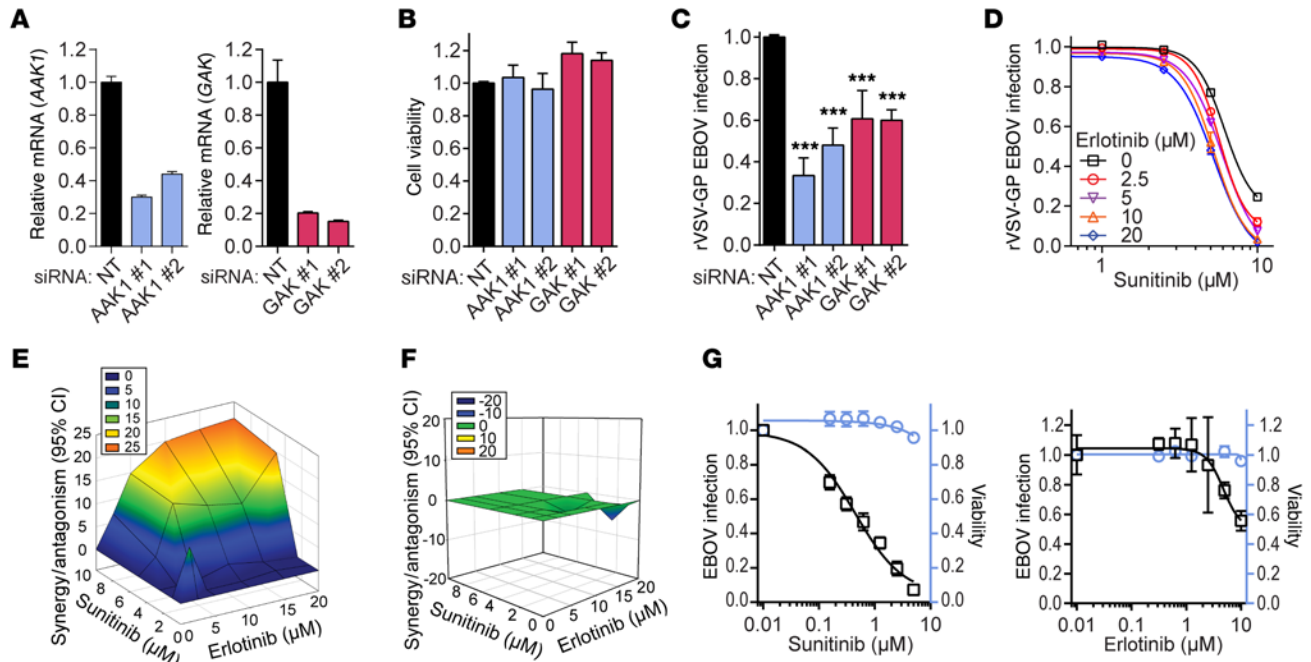 A
Relative mRNA (AAK1)
1.2
1.0
0.8
0.6
0.4
0.2
0.0
siRNA:
NT
AAK1 #1
AAK1 #2
Relative mRNA (GAK)
1.2
1.0
0.8
0.6
0.4
0.2
0.0
NT
GAK #1
GAK #2
B
Cell viability
1.2
1.0
0.8
0.6
0.4
0.2
0.0
siRNA:
NT
AAK1 #1
AAK1 #2
GAK #1
GAK #2
C
rVSV-GP EBOV infection
1.0
0.8
0.6
0.4
0.2
0.0
***
***
***
***
siRNA:
NT
AAK1 #1
AAK1 #2
GAK #1
GAK #2
D
rVSV-GP EBOV infection
1.0
0.8
0.6
0.4
0.2
0.0
Erlotinib (μM)
0
2.5
5
10
20
1
10
Sunitinib (μM)
E
0
5
10
15
20
25
Synergy/antagonism (95% CI)
25
20
15
10
5
0
10
8
6
4
2
0
Sunitinib (μM)
0
5
10
15
20
Erlotinib (μM)
F
-20
-10
0
10
20
Synergy/antagonism (95% CI)
20
10
0
-10
-20
8
6
4
2
0
Sunitinib (μM)
0
5
10
15
20
Erlotinib (μM)
G
EBOV infection
1.0
0.8
0.6
0.4
0.2
0.0
0.01
0.1
1
10
Sunitinib (μM)
1.0
0.8
0.6
0.4
0.2
0.0
Viability
EBOV infection
1.2
1.0
0.8
0.6
0.4
0.2
0.0
0.01
0.1
1
10
Erlotinib (μM)
1.2
1.0
0.8
0.6
0.4
0.2
0.0
Viability